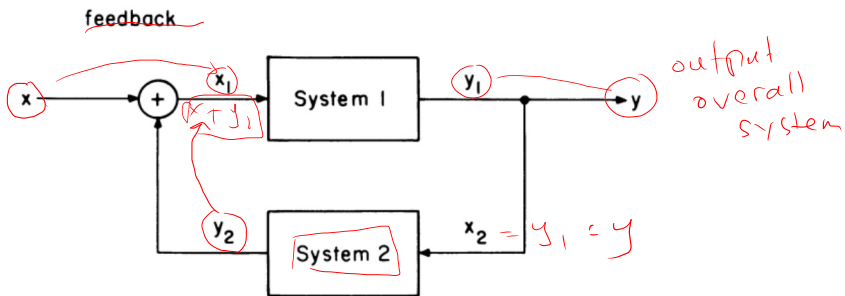 feedback
x
+
x₁
x + y₁
System 1
y₁
y
output
overall
system
y₂
System 2
x₂ = y₁ = y